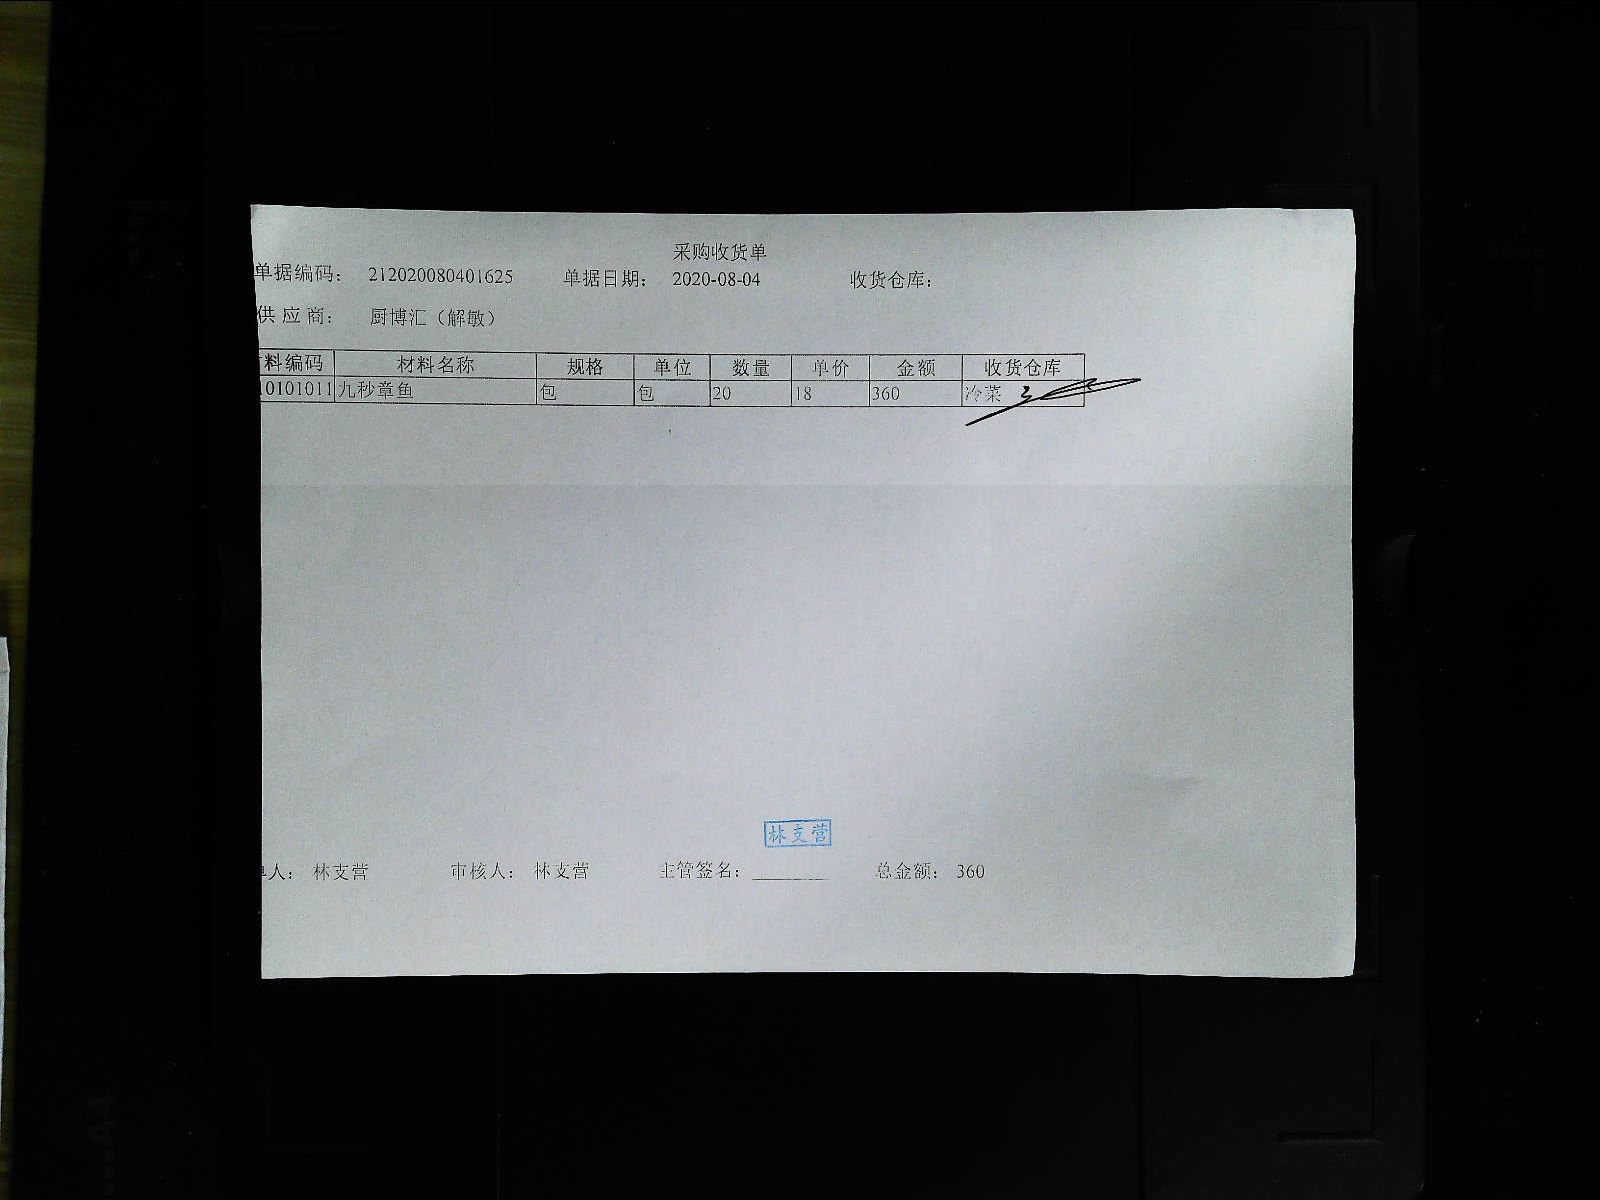 采购收货单
单据编码： 212020080401625 单据日期： 2020-08-04 收货仓库：
供应商： 厨博汇（解敏）
料编码 材料名称 规格 单位 数量 单价 金额 收货仓库
10101011 九秒章鱼 包 包 20 18 360 冷菜
林支营
单人： 林支营 审核人： 林支营 主管签名： 总金额： 360